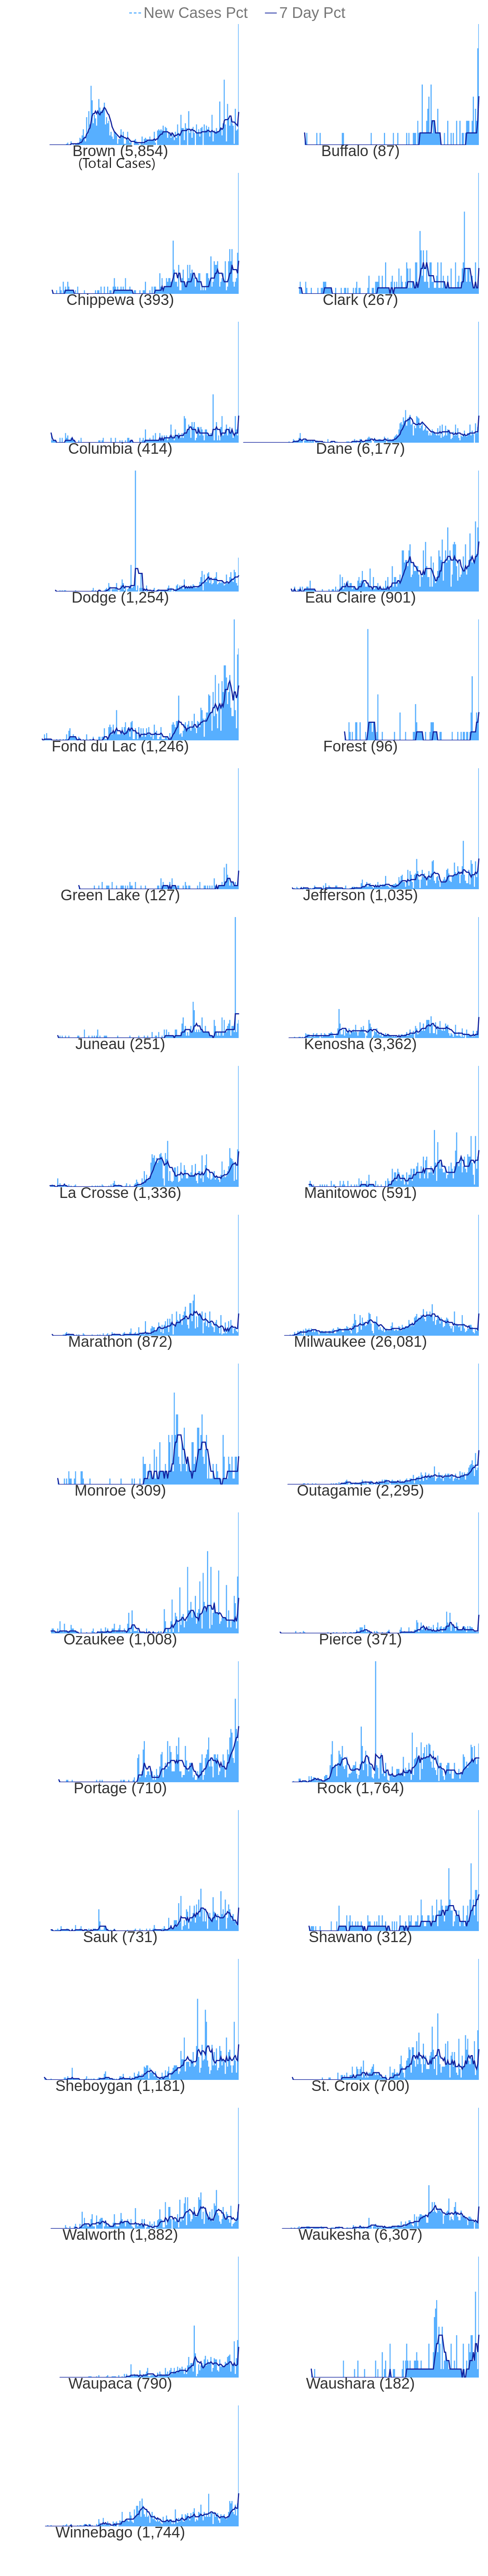 New Cases Pct 7 Day Pct
Brown (5,854) Buffalo (87)
(Total Cases)
Chippewa (393) Clark (267)
Columbia (414) Dane (6,177)
Dodge (1,254) Eau Claire (901)
Fond du Lac (1,246) Forest (96)
Green Lake (127) Jefferson (1,035)
Juneau (251) Kenosha (3,362)
La Crosse (1,336) Manitowoc (591)
Marathon (872) Milwaukee (26,081)
Monroe (309) Outagamie (2,295)
Ozaukee (1,008) Pierce (371)
Portage (710) Rock (1,764)
Sauk (731) Shawano (312)
Sheboygan (1,181) St. Croix (700)
Walworth (1,882) Waukesha (6,307)
Waupaca (790) Waushara (182)
Winnebago (1,744)